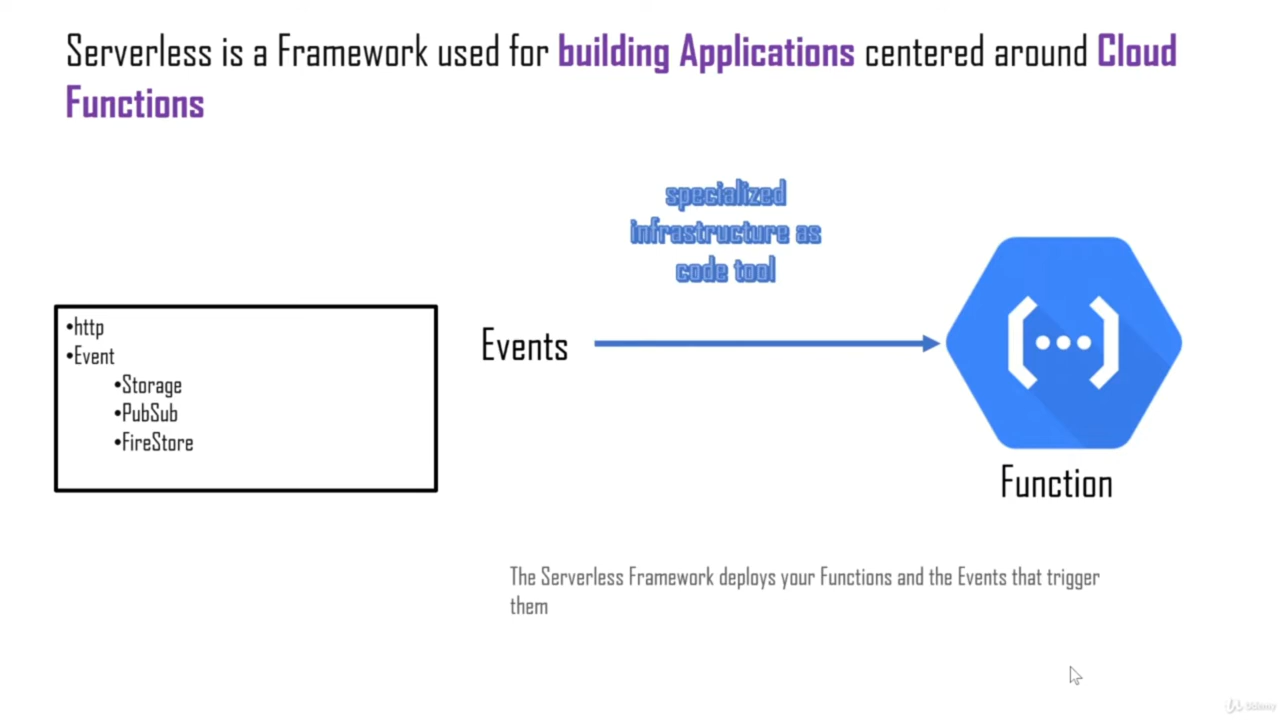 Serverless is a Framework used for building Applications centered around Cloud
Functions
specialized
infrastructure as
code tool
•http
•Event
•Storage
•PubSub
•FireStore
Events
(...)
Function
The Serverless Framework deploys your Functions and the Events that trigger
them
Udemy